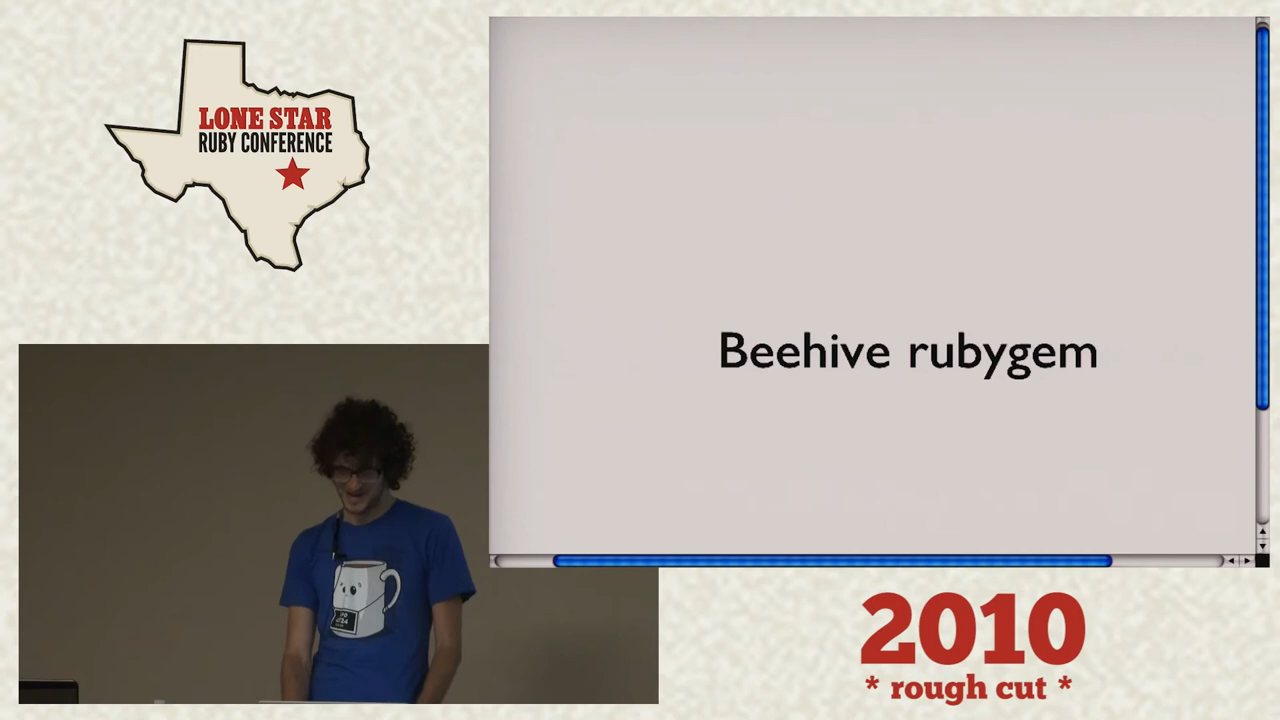 LONE STAR
RUBY CONFERENCE
Beehive rubygem
2010
* rough cut *